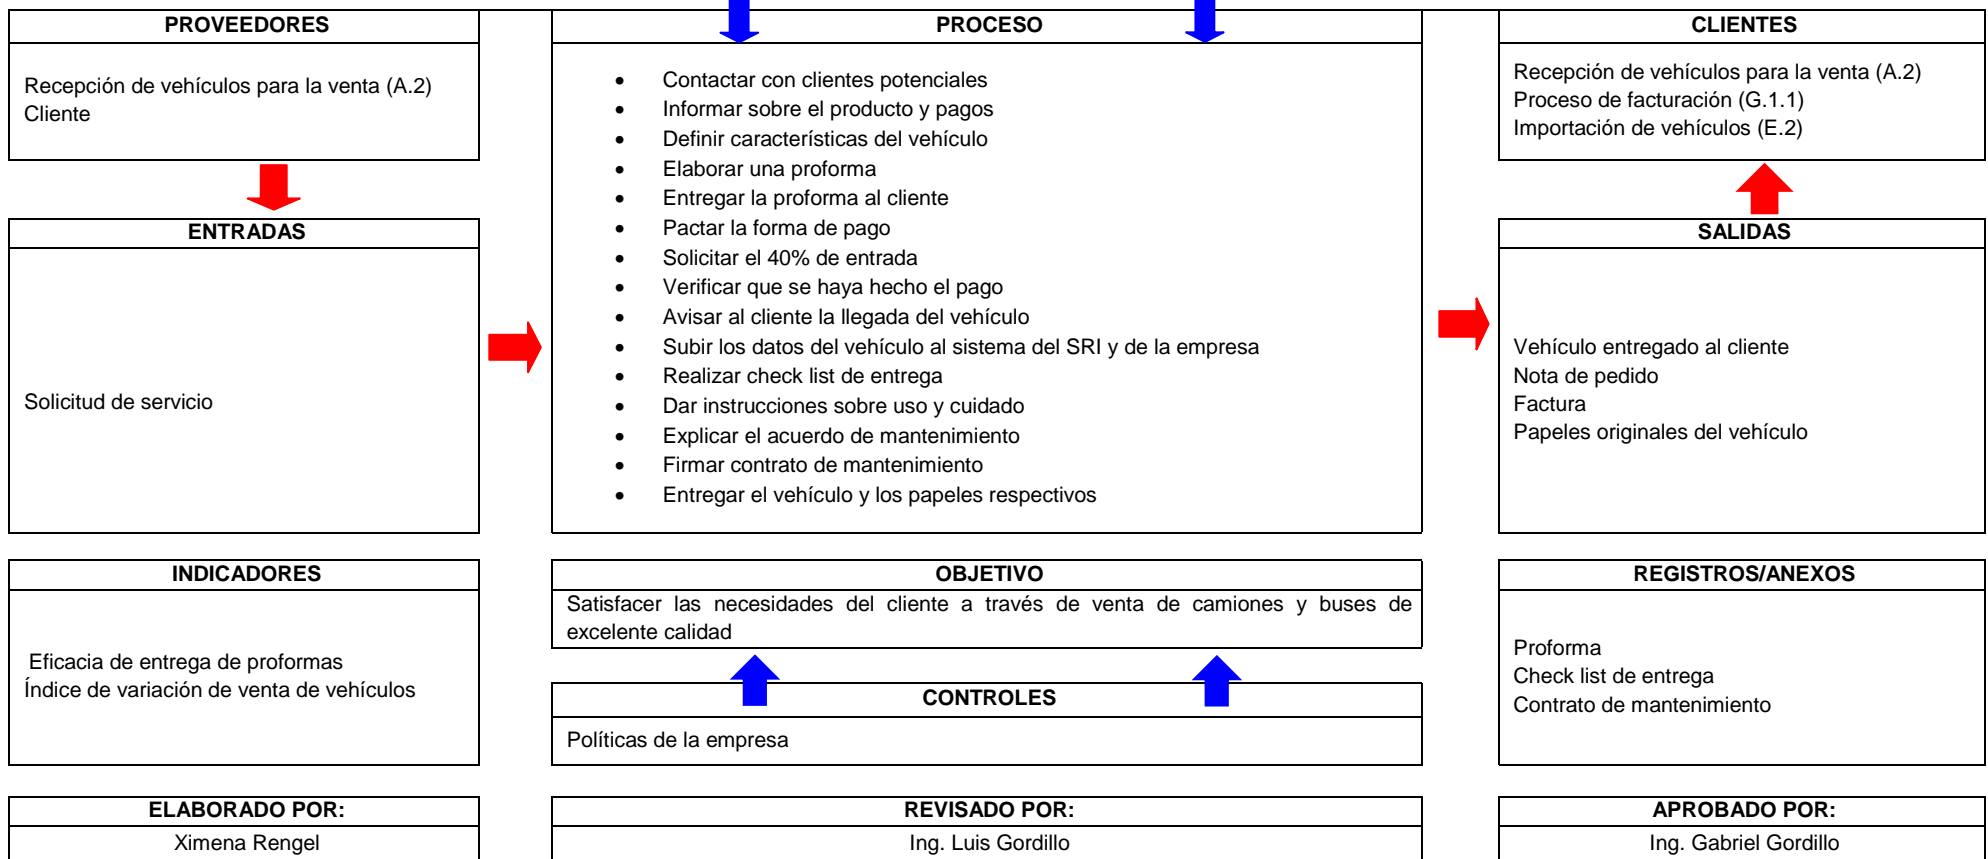 PROVEEDORES
Recepción de vehículos para la venta (A.2)
Cliente
ENTRADAS
Solicitud de servicio
PROCESO
• Contactar con clientes potenciales
• Informar sobre el producto y pagos
• Definir características del vehículo
• Elaborar una proforma
• Entregar la proforma al cliente
• Pactar la forma de pago
• Solicitar el 40% de entrada
• Verificar que se haya hecho el pago
• Avisar al cliente la llegada del vehículo
• Subir los datos del vehículo al sistema del SRI y de la empresa
• Realizar check list de entrega
• Dar instrucciones sobre uso y cuidado
• Explicar el acuerdo de mantenimiento
• Firmar contrato de mantenimiento
• Entregar el vehículo y los papeles respectivos
CLIENTES
Recepción de vehículos para la venta (A.2)
Proceso de facturación (G.1.1)
Importación de vehículos (E.2)
SALIDAS
Vehículo entregado al cliente
Nota de pedido
Factura
Papeles originales del vehículo
INDICADORES
Eficacia de entrega de proformas
Índice de variación de venta de vehículos
OBJETIVO
Satisfacer las necesidades del cliente a través de venta de camiones y buses de
excelente calidad
CONTROLES
Políticas de la empresa
REGISTROS/ANEXOS
Proforma
Check list de entrega
Contrato de mantenimiento
ELABORADO POR:
Ximena Rengel
REVISADO POR:
Ing. Luis Gordillo
APROBADO POR:
Ing. Gabriel Gordillo